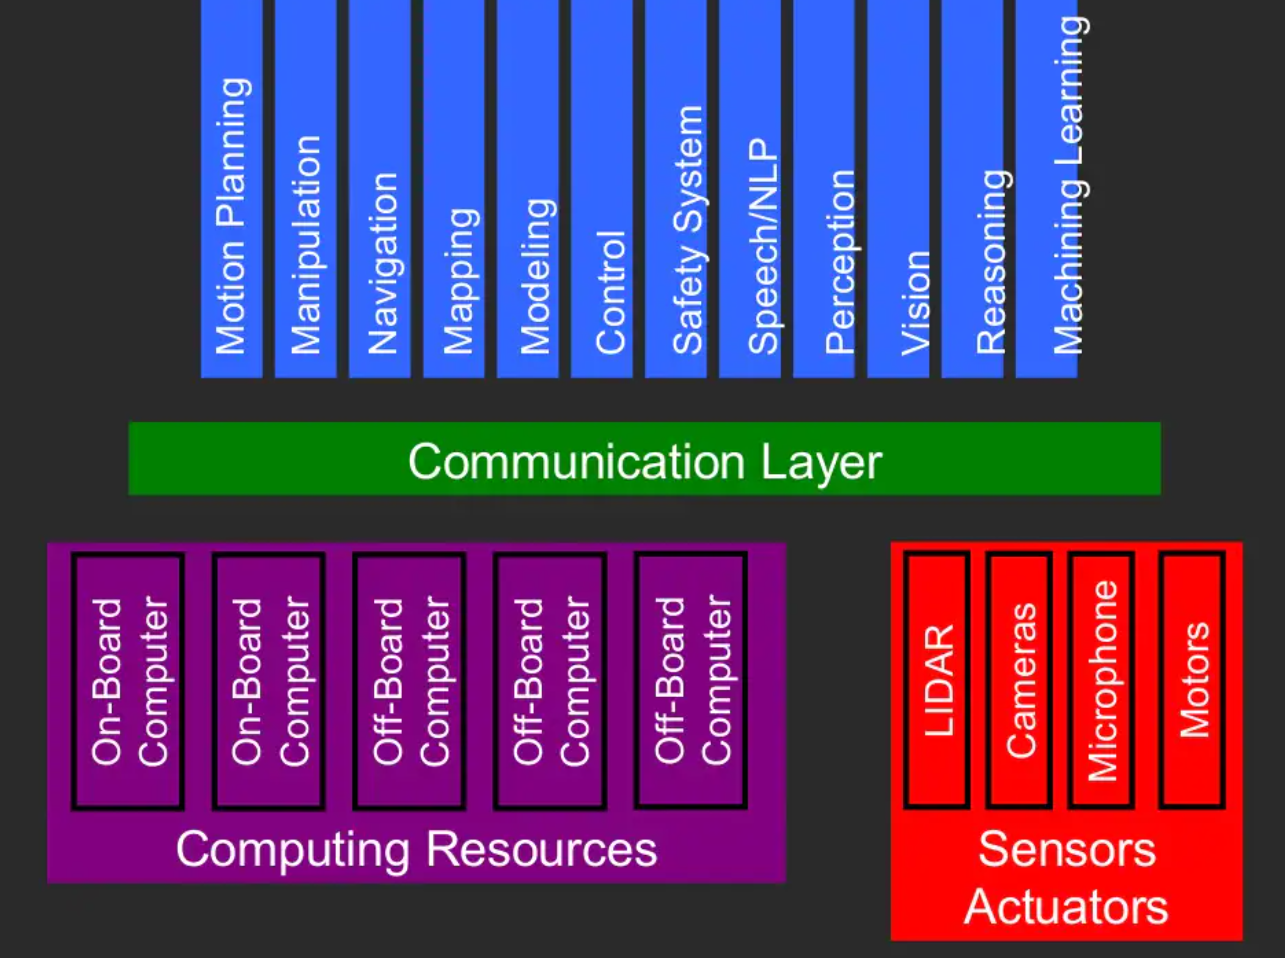 Motion Planning
Manipulation
Navigation
Mapping
Modeling
Control
Safety System
Speech/NLP
Perception
Vision
Reasoning
Machining Learning
Communication Layer
On-Board
Computer
On-Board
Computer
Off-Board
Computer
Off-Board
Computer
Off-Board
Computer
Computing Resources
LIDAR
Cameras
Microphone
Motors
Sensors
Actuators